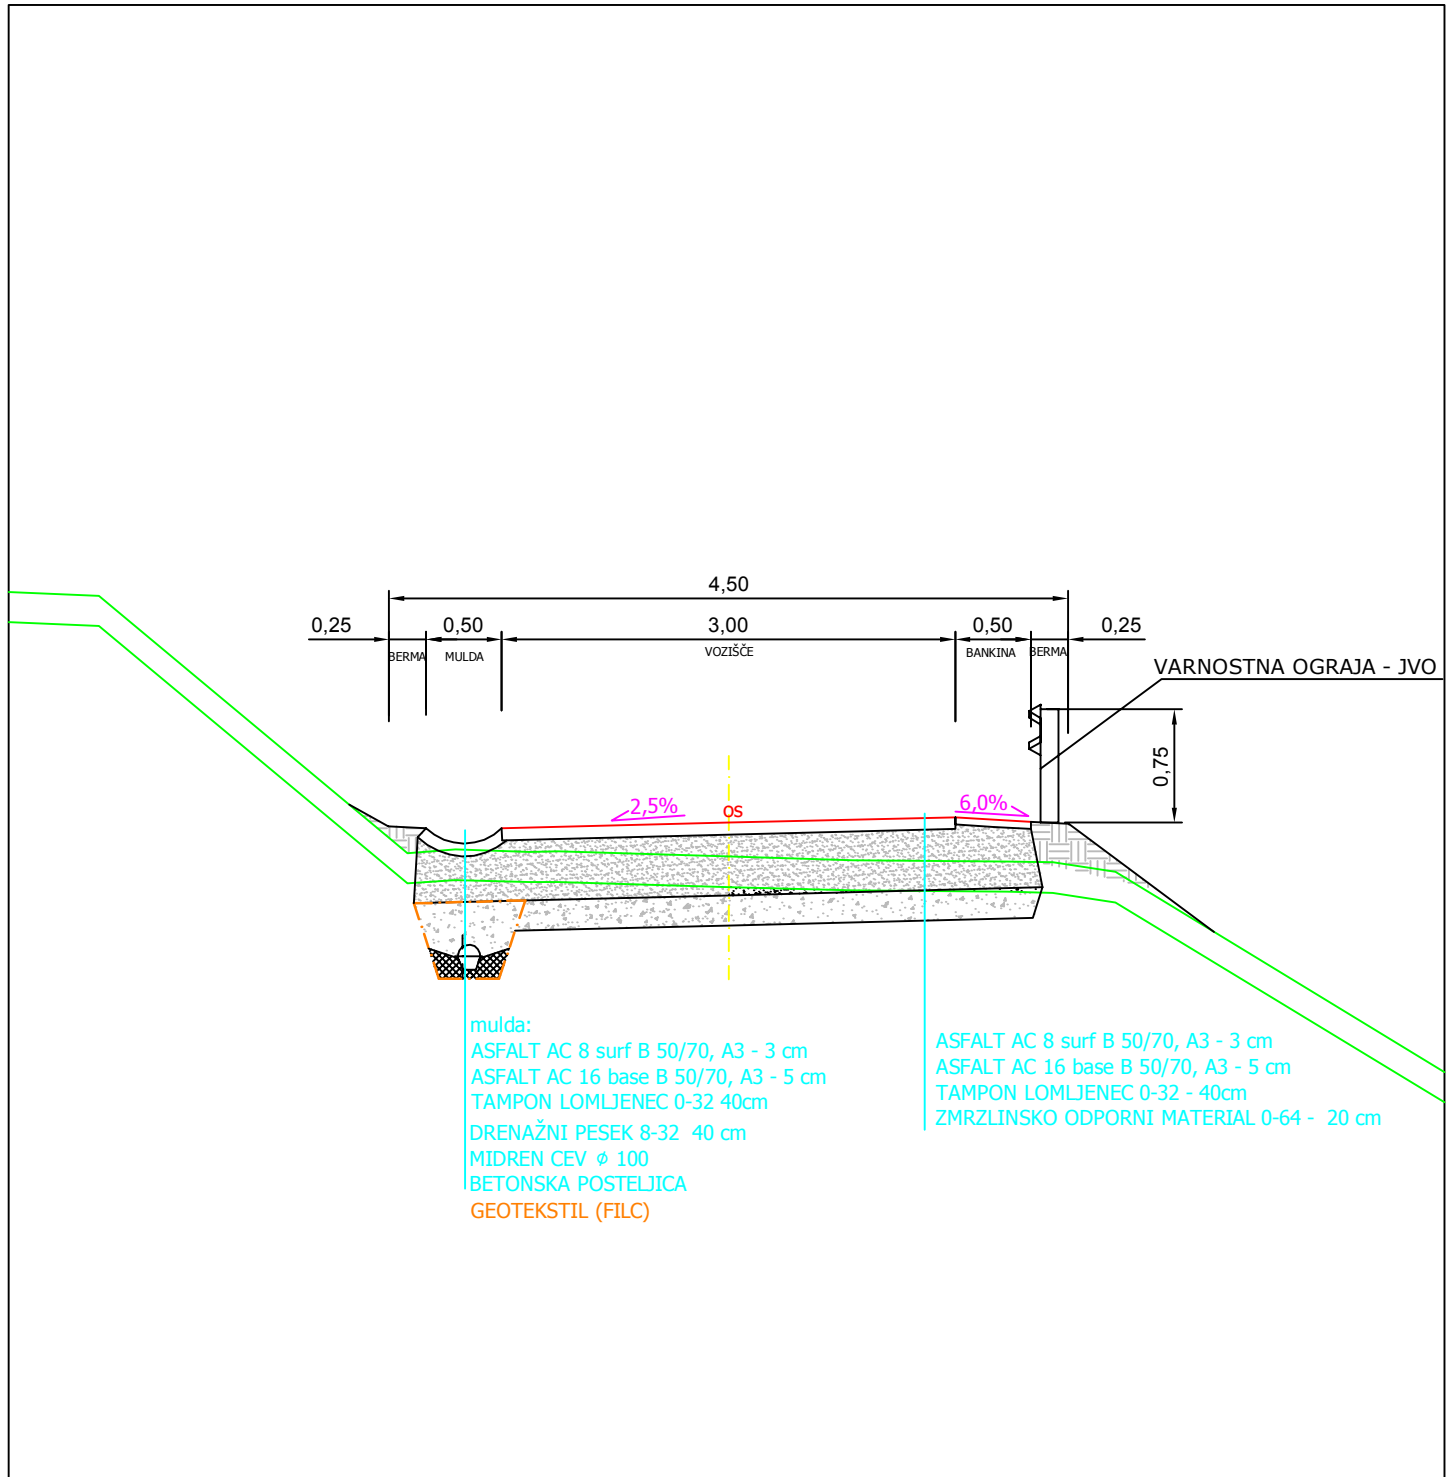 4,50
0,25 0,50 3,00 0,50 0,25
BERMA MULDA VOZIŠČE BANKINA BERMA
VARNOSTNA OGRAJA - JVO
0,75
2,5% OS 6,0%
mulda:
ASFALT AC 8 surf B 50/70, A3 - 3 cm
ASFALT AC 16 base B 50/70, A3 - 5 cm
TAMPON LOMLJENEC 0-32 40cm
DRENAŽNI PESEK 8-32 40 cm
MIDREN CEV ϕ 100
BETONSKA POSTELJICA
GEOTEKSTIL (FILC)
ASFALT AC 8 surf B 50/70, A3 - 3 cm
ASFALT AC 16 base B 50/70, A3 - 5 cm
TAMPON LOMLJENEC 0-32 - 40cm
ZMRZLINSKO ODPORNI MATERIAL 0-64 - 20 cm